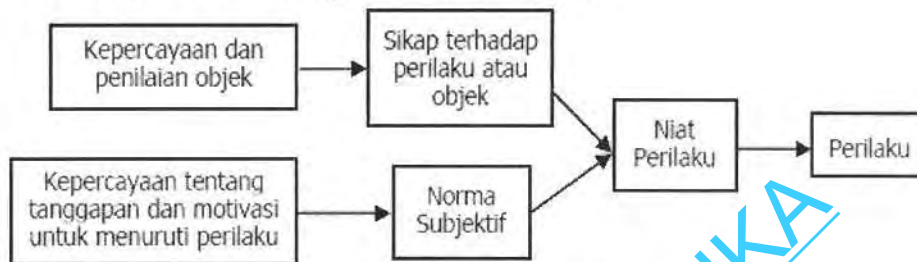 Kepercayaan dan
penilaian objek
Sikap terhadap
perilaku atau
objek
Kepercayaan tentang
tanggapan dan motivasi
untuk menuruti perilaku
Norma
Subjektif
Niat
Perilaku
Perilaku